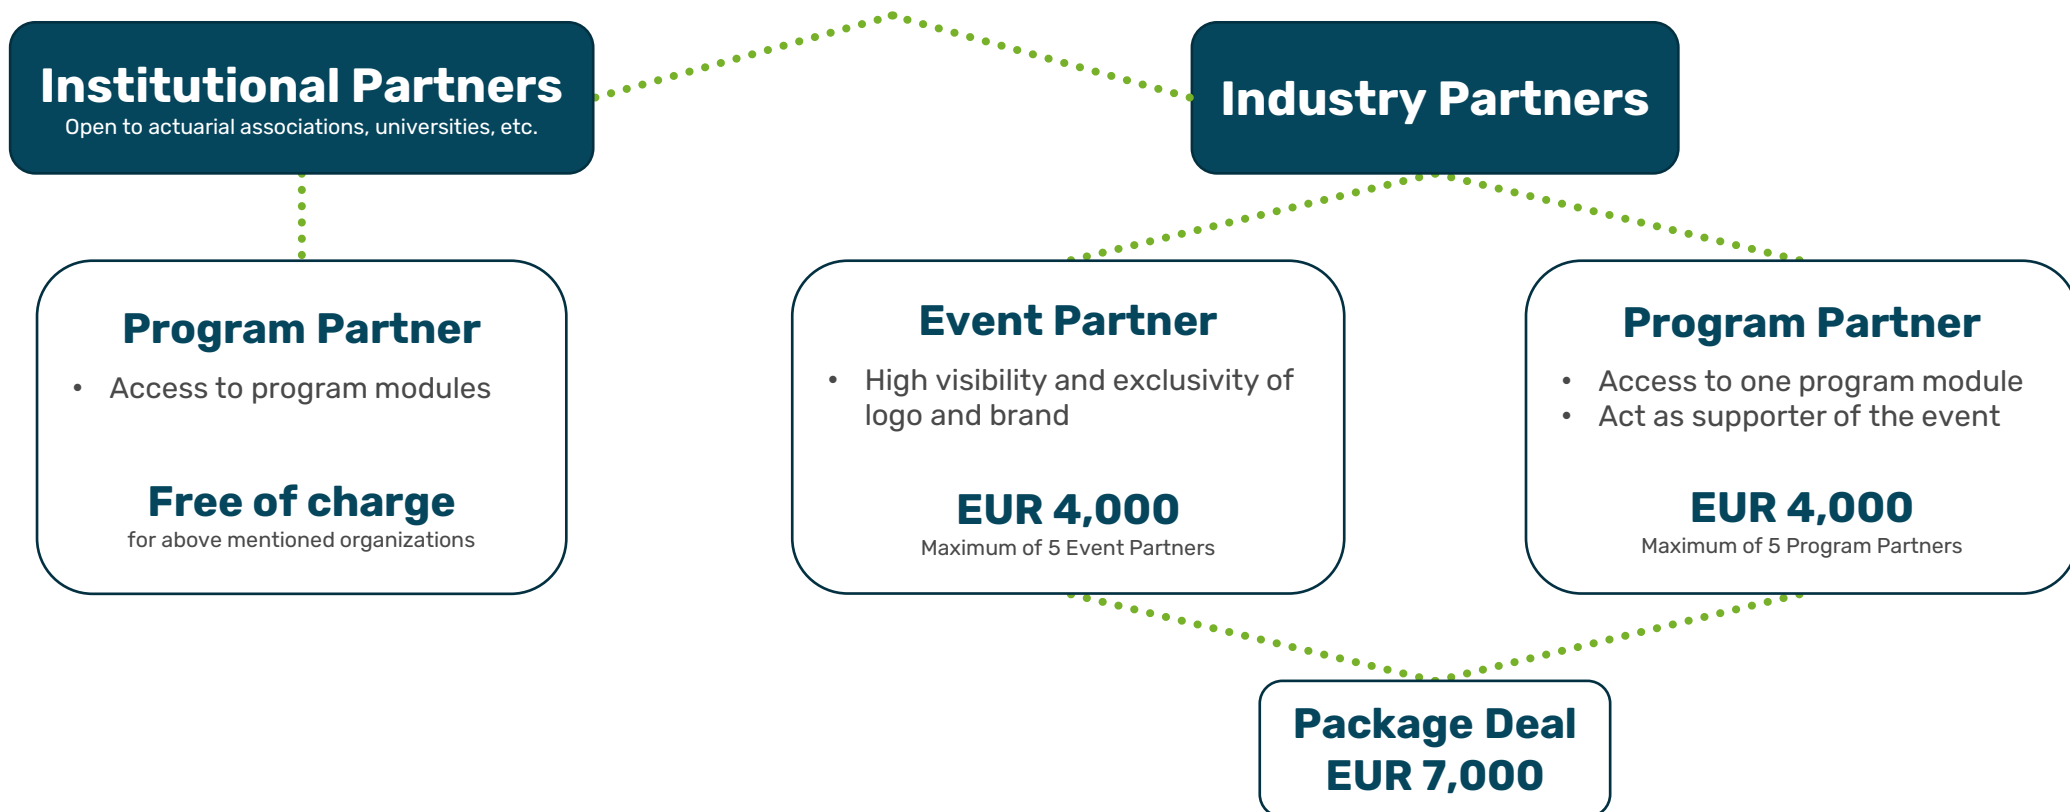 Institutional Partners
Open to actuarial associations, universities, etc.
Industry Partners
Program Partner
• Access to program modules
Free of charge
for above mentioned organizations
Event Partner
• High visibility and exclusivity of
logo and brand
EUR 4,000
Maximum of 5 Event Partners
Program Partner
• Access to one program module
• Act as supporter of the event
EUR 4,000
Maximum of 5 Program Partners
Package Deal
EUR 7,000